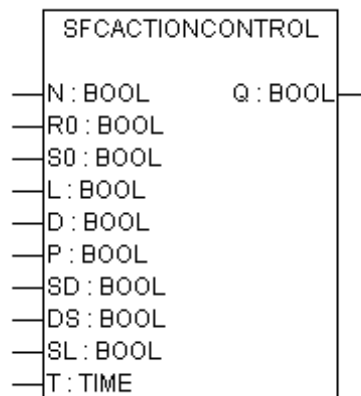 SFCACTIONCONTROL
N : BOOL Q : BOOL
R0 : BOOL
S0 : BOOL
L : BOOL
D : BOOL
P : BOOL
SD : BOOL
DS : BOOL
SL : BOOL
T : TIME